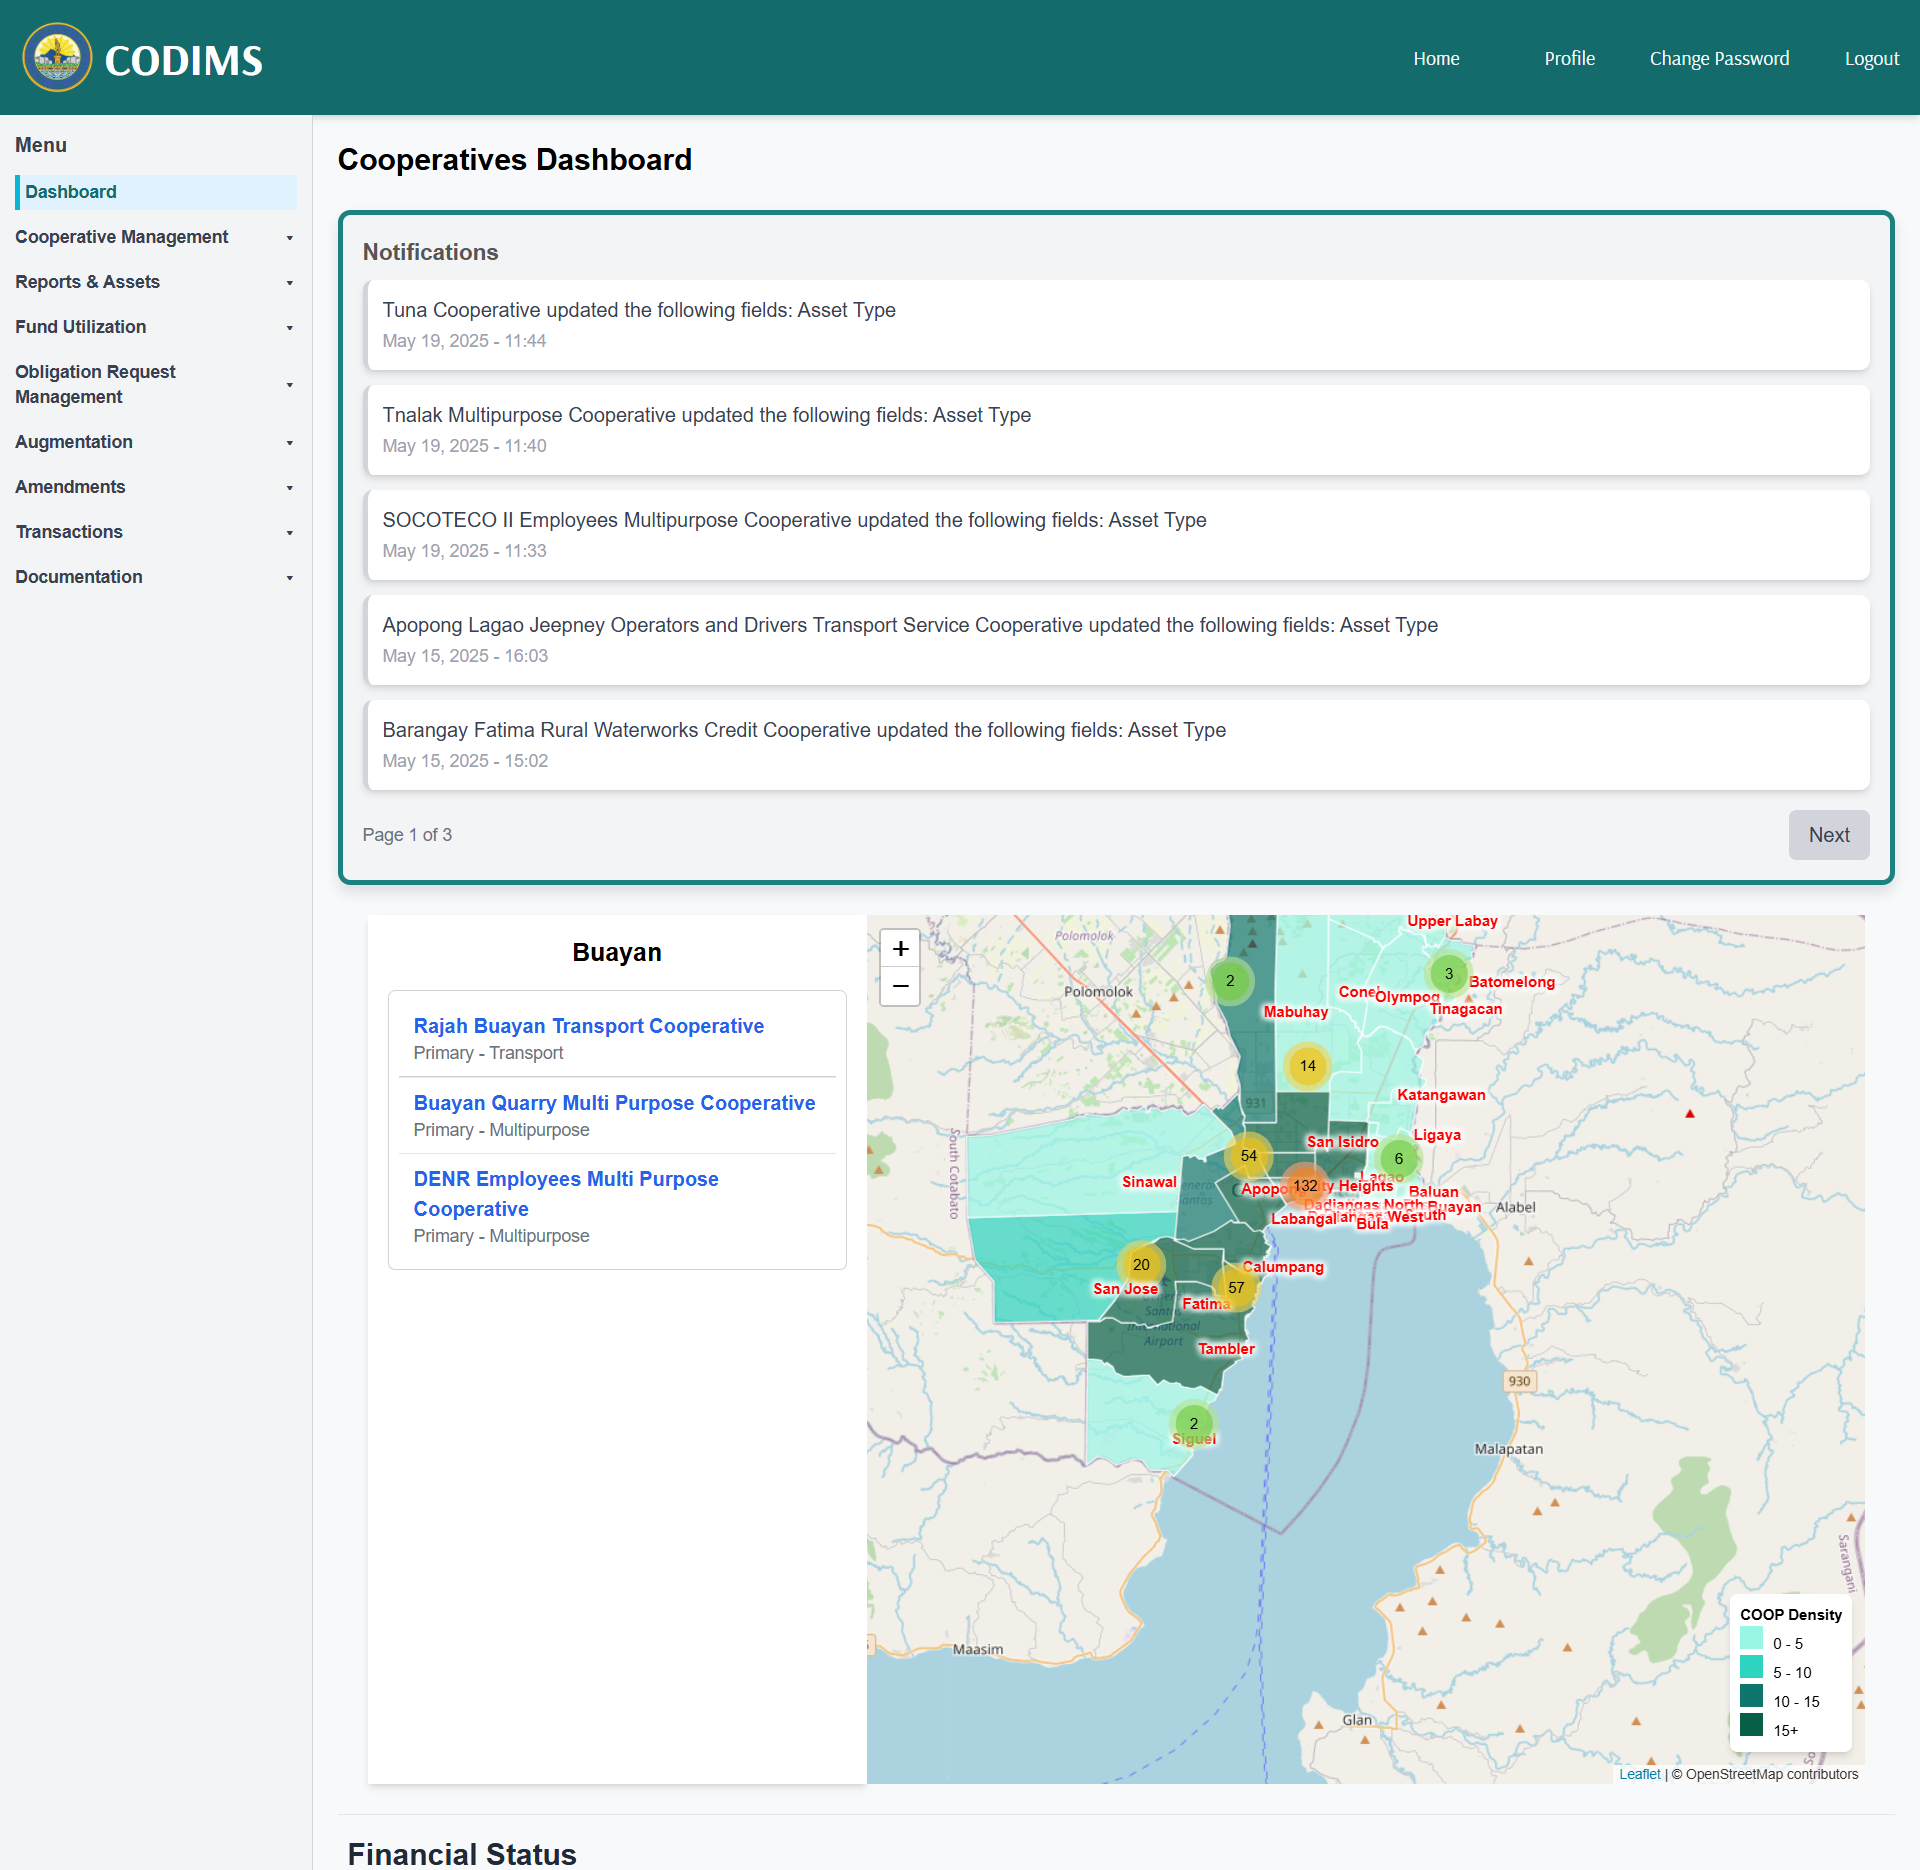 CODIMS
Home
Profile
Change Password
Logout
Menu
Dashboard
Cooperative Management
Reports & Assets
Fund Utilization
Obligation Request
Management
Augmentation
Amendments
Transactions
Documentation
Cooperatives Dashboard
Notifications
Tuna Cooperative updated the following fields: Asset Type
May 19, 2025 - 11:44
Tnalak Multipurpose Cooperative updated the following fields: Asset Type
May 19, 2025 - 11:40
SOCOTECO II Employees Multipurpose Cooperative updated the following fields: Asset Type
May 19, 2025 - 11:33
Apopong Lagao Jeepney Operators and Drivers Transport Service Cooperative updated the following fields: Asset Type
May 15, 2025 - 16:03
Barangay Fatima Rural Waterworks Credit Cooperative updated the following fields: Asset Type
May 15, 2025 - 15:02
Page 1 of 3
Next
Buayan
Rajah Buayan Transport Cooperative
Primary - Transport
Buayan Quarry Multi Purpose Cooperative
Primary - Multipurpose
DENR Employees Multi Purpose
Cooperative
Primary - Multipurpose
+
−
Upper Labay
Polomolok
2
3
Batomelong
Polomolok
Conel
Olympog
Tinagacan
Mabuhay
14
931
Katangawan
South Cotabato
San Isidro
Ligaya
54
6
Sinawal
Lagao
Apopong
132
Baluan
Dadiangas North
Buayan
Alabel
Labangal
Bula
West
South
20
Calumpang
San Jose
57
Fatima
International
Airport
Tambler
930
2
Siguel
Malapatan
Sarangani
Maasim
Glan
COOP Density
0 - 5
5 - 10
10 - 15
15+
Leaflet | © OpenStreetMap contributors
Financial Status